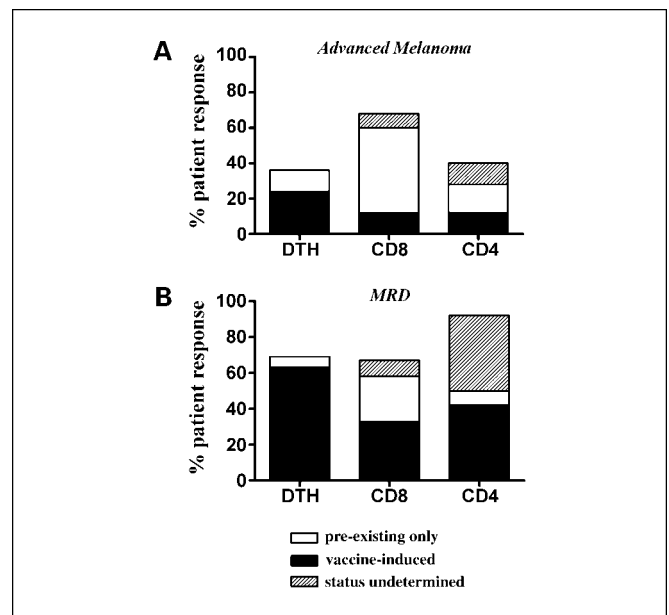 A
Advanced Melanoma
% patient response
100
80
60
40
20
0
DTH CD8 CD4
B
MRD
% patient response
100
80
60
40
20
0
DTH CD8 CD4
pre-existing only
vaccine-induced
status undetermined